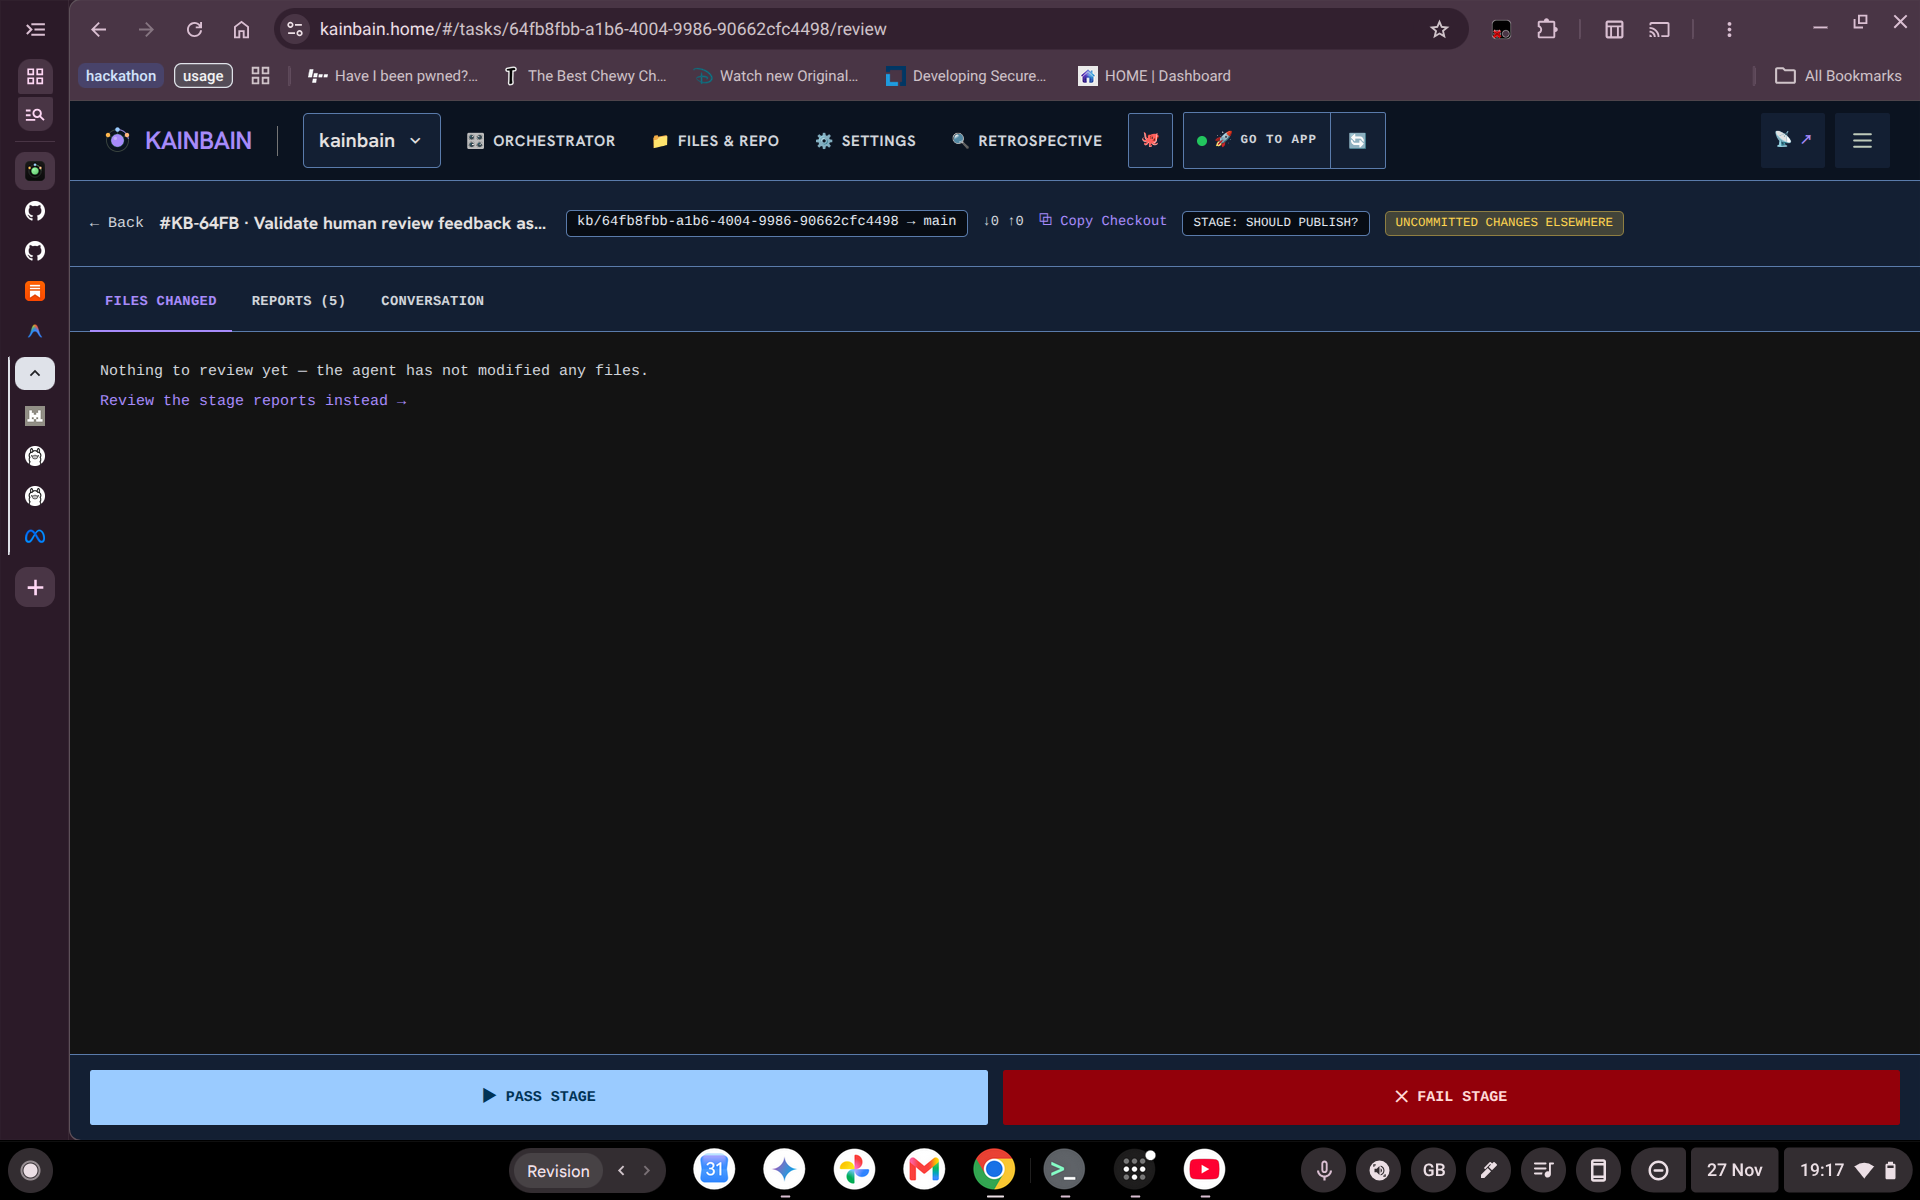 kainbain.home/#/tasks/64fb8fbb-a1b6-4004-9986-90662cfc4498/review
hackathon
usage
Have I been pwned?...
The Best Chewy Ch...
Watch new Original...
Developing Secure...
HOME | Dashboard
All Bookmarks
KAINBAIN
kainbain
ORCHESTRATOR
FILES & REPO
SETTINGS
RETROSPECTIVE
GO TO APP
← Back
#KB-64FB · Validate human review feedback as...
kb/64fb8fbb-a1b6-4004-9986-90662cfc4498 → main
↓0 ↑0
Copy Checkout
STAGE: SHOULD PUBLISH?
UNCOMMITTED CHANGES ELSEWHERE
FILES CHANGED
REPORTS (5)
CONVERSATION
Nothing to review yet — the agent has not modified any files.
Review the stage reports instead →
PASS STAGE
FAIL STAGE
Revision
31
GB
27 Nov
19:17